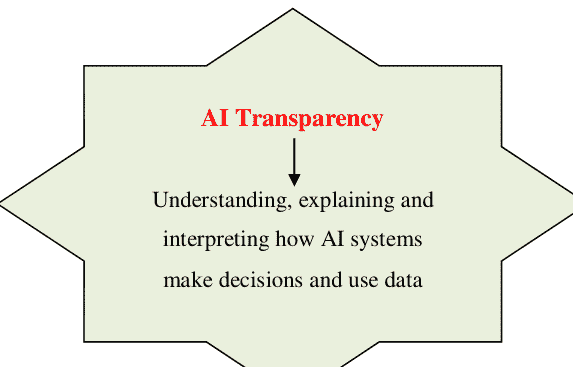 AI Transparency
Understanding, explaining and
interpreting how AI systems
make decisions and use data